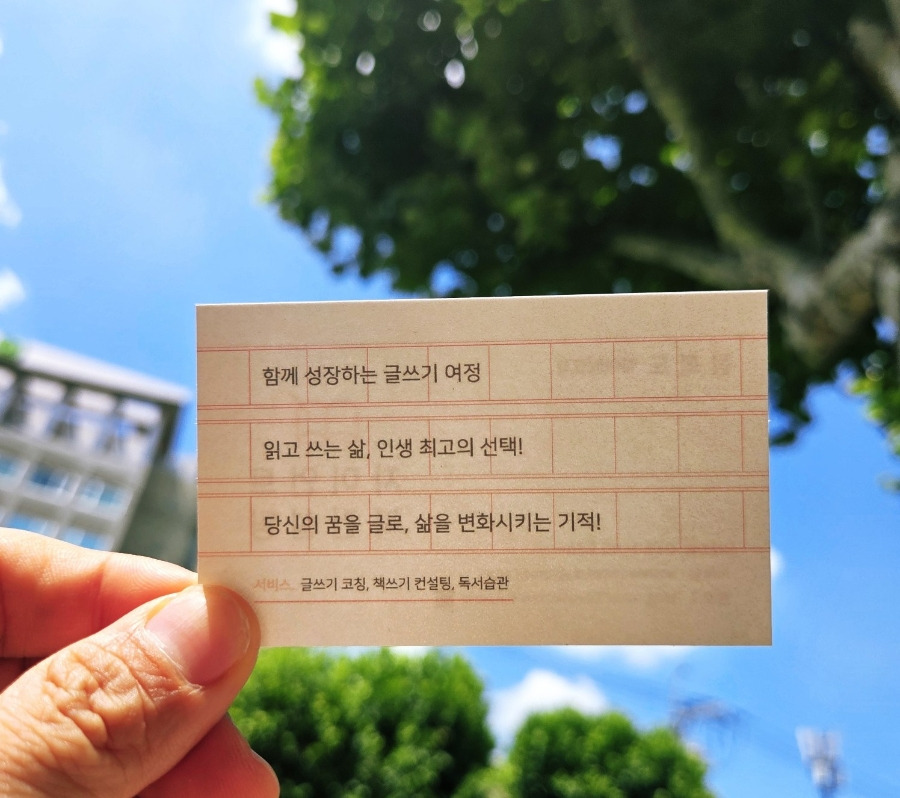 함께 성장하는 글쓰기 여정
읽고 쓰는 삶, 인생 최고의 선택!
당신의 꿈을 글로, 삶을 변화시키는 기적!
서비스 글쓰기 코칭, 책쓰기 컨설팅, 독서습관